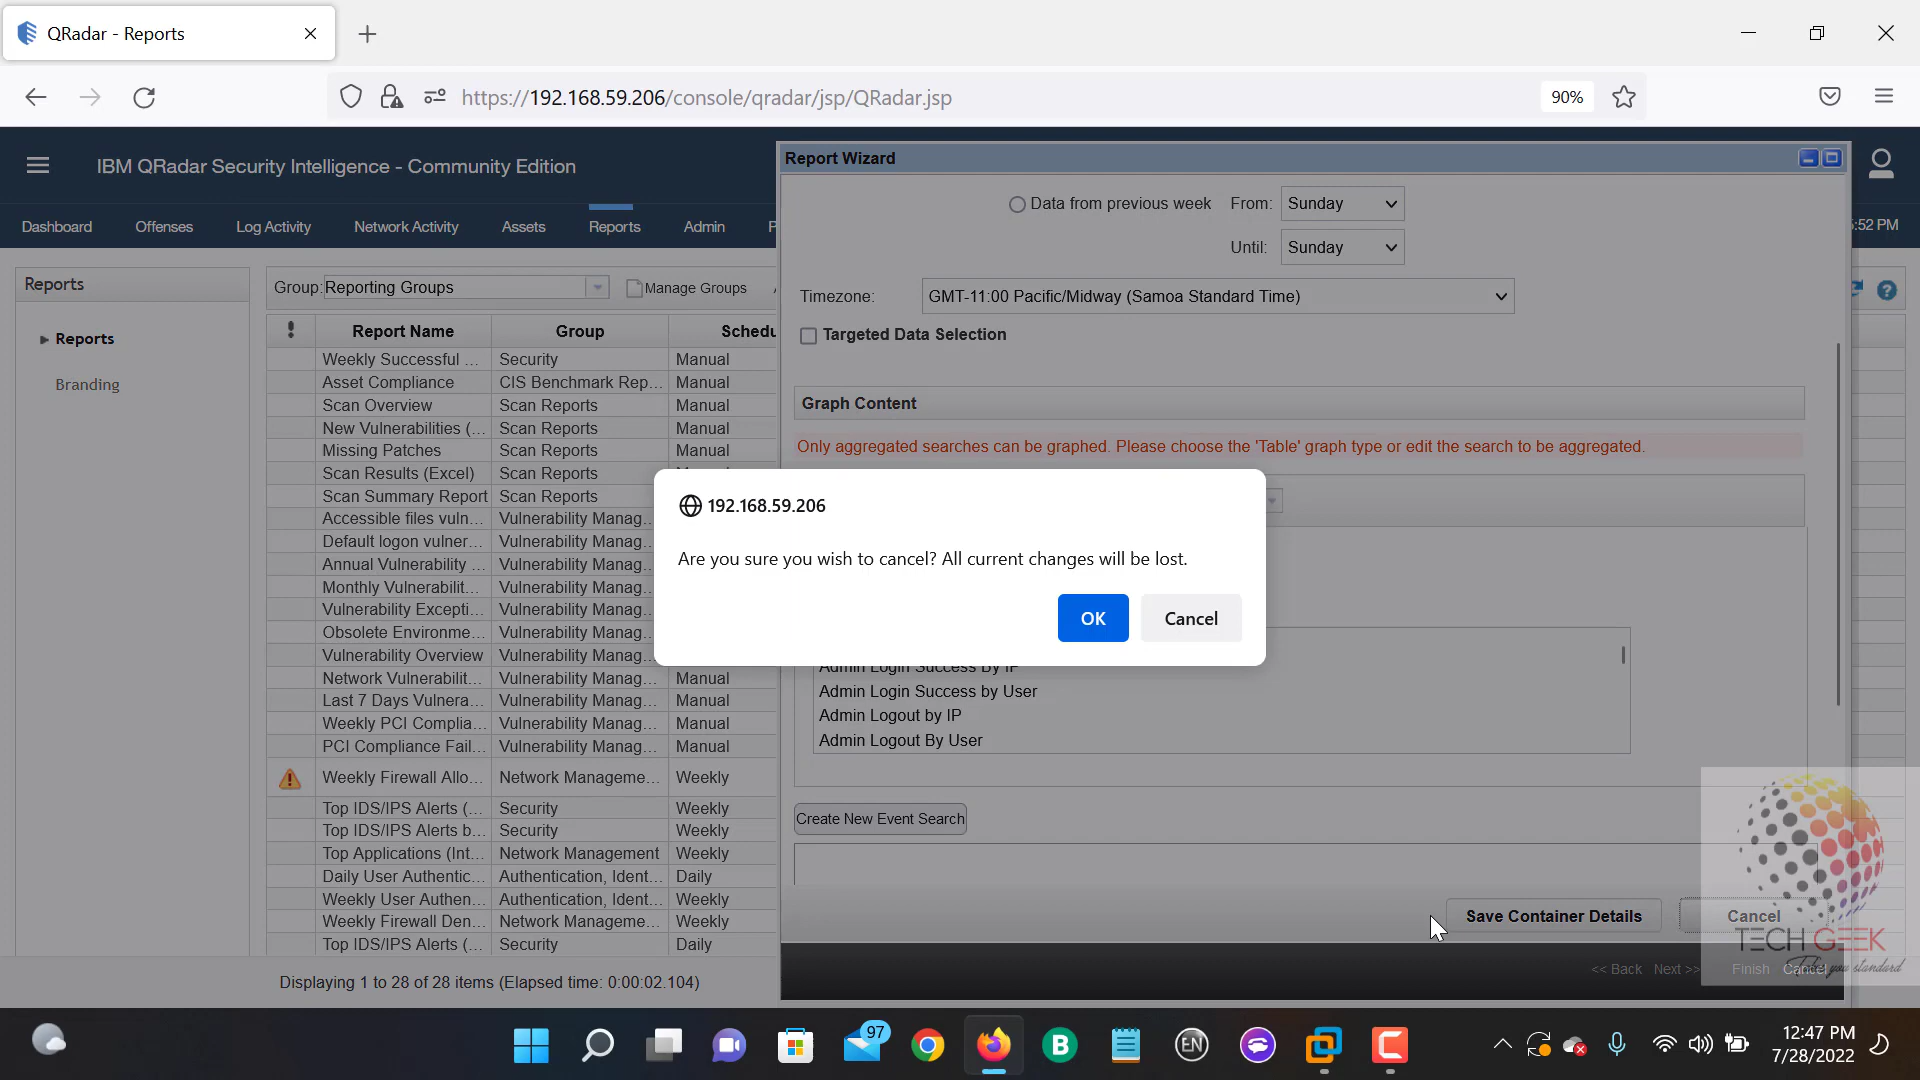 QRadar - Reports
https://192.168.59.206/console/qradar/jsp/QRadar.jsp
90%
IBM QRadar Security Intelligence - Community Edition
Dashboard Offenses Log Activity Network Activity Assets Reports Admin P
5:52 PM
Reports
Reports
Branding
Group: Reporting Groups Manage Groups
Report Name Group Schedu
Weekly Successful ... Security Manual
Asset Compliance CIS Benchmark Rep... Manual
Scan Overview Scan Reports Manual
New Vulnerabilities (... Scan Reports Manual
Missing Patches Scan Reports Manual
Scan Results (Excel) Scan Reports Manual
Scan Summary Report Scan Reports
Accessible files vuln... Vulnerability Manag...
Default logon vulner... Vulnerability Manag...
Annual Vulnerability ... Vulnerability Manag...
Monthly Vulnerabilit... Vulnerability Manag...
Vulnerability Excepti... Vulnerability Manag...
Obsolete Environme... Vulnerability Manag...
Vulnerability Overview Vulnerability Manag...
Network Vulnerabilit... Vulnerability Manag... Manual
Last 7 Days Vulnera... Vulnerability Manag... Manual
Weekly PCI Complia... Vulnerability Manag... Manual
PCI Compliance Fail... Vulnerability Manag... Manual
Weekly Firewall Allo... Network Manageme... Weekly
Top IDS/IPS Alerts (... Security Weekly
Top IDS/IPS Alerts b... Security Weekly
Top Applications (Int... Network Management Weekly
Daily User Authentic... Authentication, Ident... Daily
Weekly User Authen... Authentication, Ident... Weekly
Weekly Firewall Den... Network Manageme... Weekly
Top IDS/IPS Alerts (... Security Daily
Displaying 1 to 28 of 28 items (Elapsed time: 0:00:02.104)
Report Wizard
Data from previous week From: Sunday
Until: Sunday
Timezone: GMT-11:00 Pacific/Midway (Samoa Standard Time)
Targeted Data Selection
Graph Content
Only aggregated searches can be graphed. Please choose the 'Table' graph type or edit the search to be aggregated.
192.168.59.206
Are you sure you wish to cancel? All current changes will be lost.
OK Cancel
Admin Login Success By IP
Admin Login Success by User
Admin Logout by IP
Admin Logout By User
Create New Event Search
Save Container Details Cancel
<< Back Next >> Finish Cancel
TECH GEEK
standard
97
B
EN
12:47 PM
7/28/2022